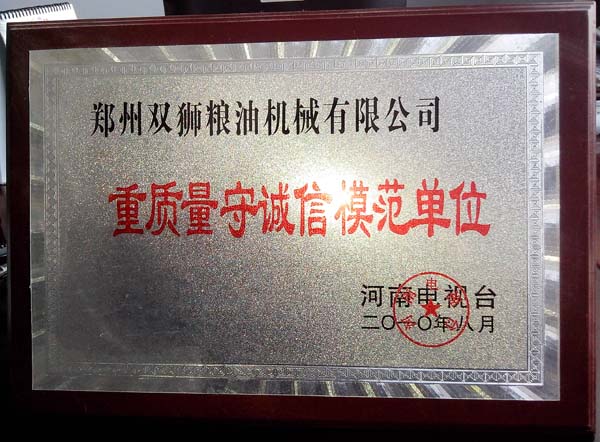 郑州双狮粮油机械有限公司
重质量守诚信模范单位
河南电视台
二〇一〇年八月